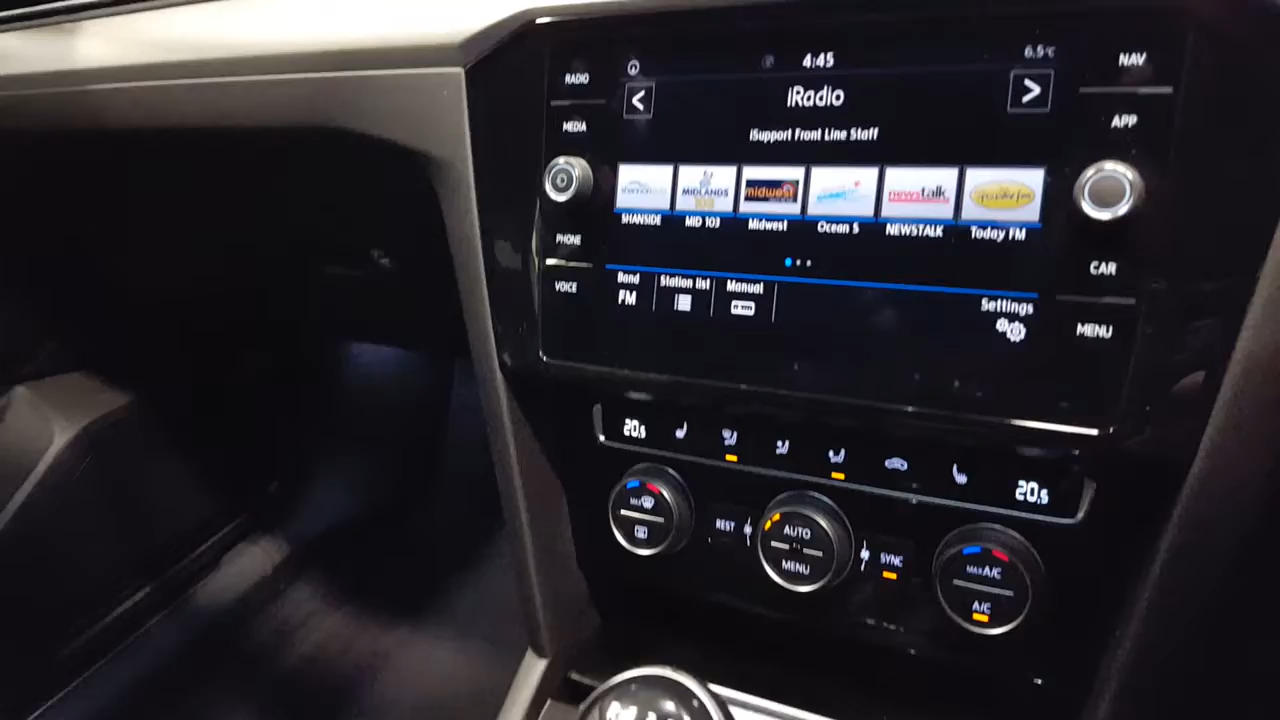 4:45
6,5°C
RADIO
MEDIA
PHONE
VOICE
iRadio
iSupport Front Line Staff
MIDLANDS
103
midwest
newstalk
SHANSIDE
MID 103
Midwest
Ocean S
NEWSTALK
Today FM
Band
FM
Station list
Manual
Settings
NAV
APP
CAR
MENU
20,5
20,5
MAX
REST
AUTO
MENU
SYNC
MAX A/C
A/C